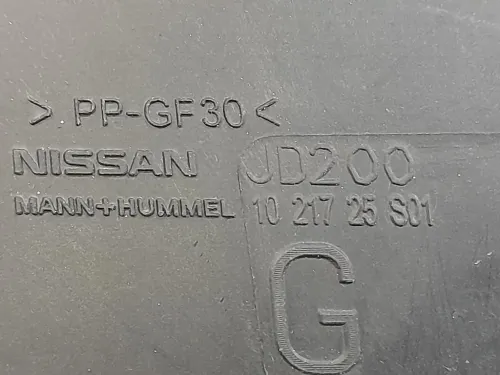 > PP-GF30 <
NISSAN JD200
MANN+HUMMEL 10 217 25 S01
G